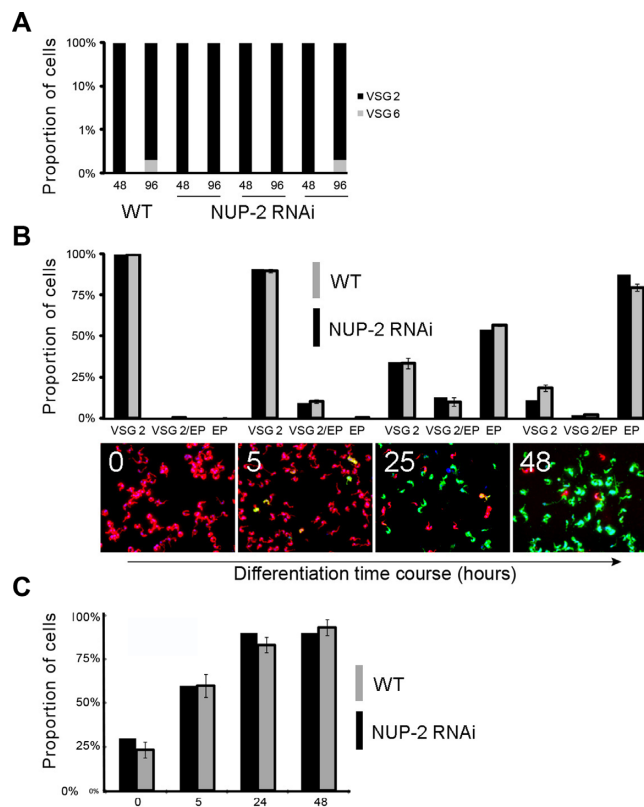 A
Proportion of cells
100%
10%
1%
0%
VSG 2
VSG 6
48 96 48 96 48 96 48 96
WT NUP-2 RNAi
B
Proportion of cells
100%
75%
50%
25%
0%
WT
NUP-2 RNAi
VSG 2 VSG 2/EP EP VSG 2 VSG 2/EP EP VSG 2 VSG 2/EP EP VSG 2 VSG 2/EP EP
0 5 25 48
Differentiation time course (hours)
C
Proportion of cells
100%
75%
50%
25%
0% 0%
WT
NUP-2 RNAi
0 5 24 48